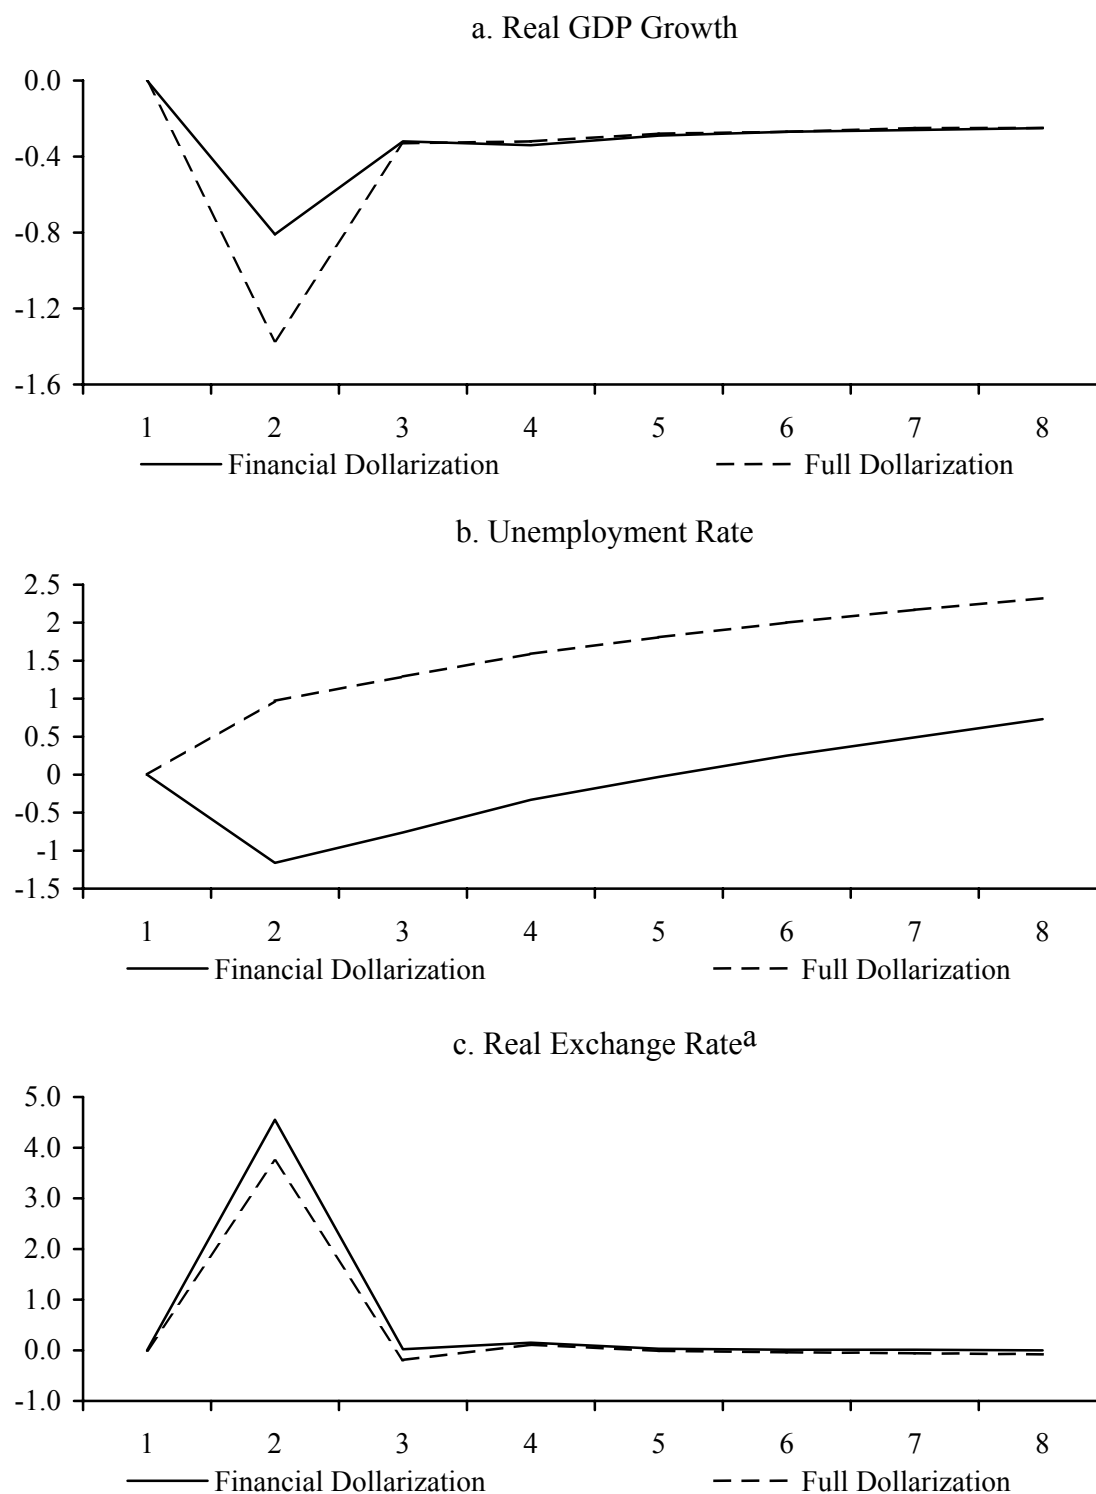 a. Real GDP Growth
0.0
-0.4
-0.8
-1.2
-1.6
1 2 3 4 5 6 7 8
Financial Dollarization Full Dollarization
b. Unemployment Rate
2.5
2
1.5
1
0.5
0
-0.5
-1
-1.5
1 2 3 4 5 6 7 8
Financial Dollarization Full Dollarization
c. Real Exchange Rateª
5.0
4.0
3.0
2.0
1.0
0.0
-1.0
1 2 3 4 5 6 7 8
Financial Dollarization Full Dollarization